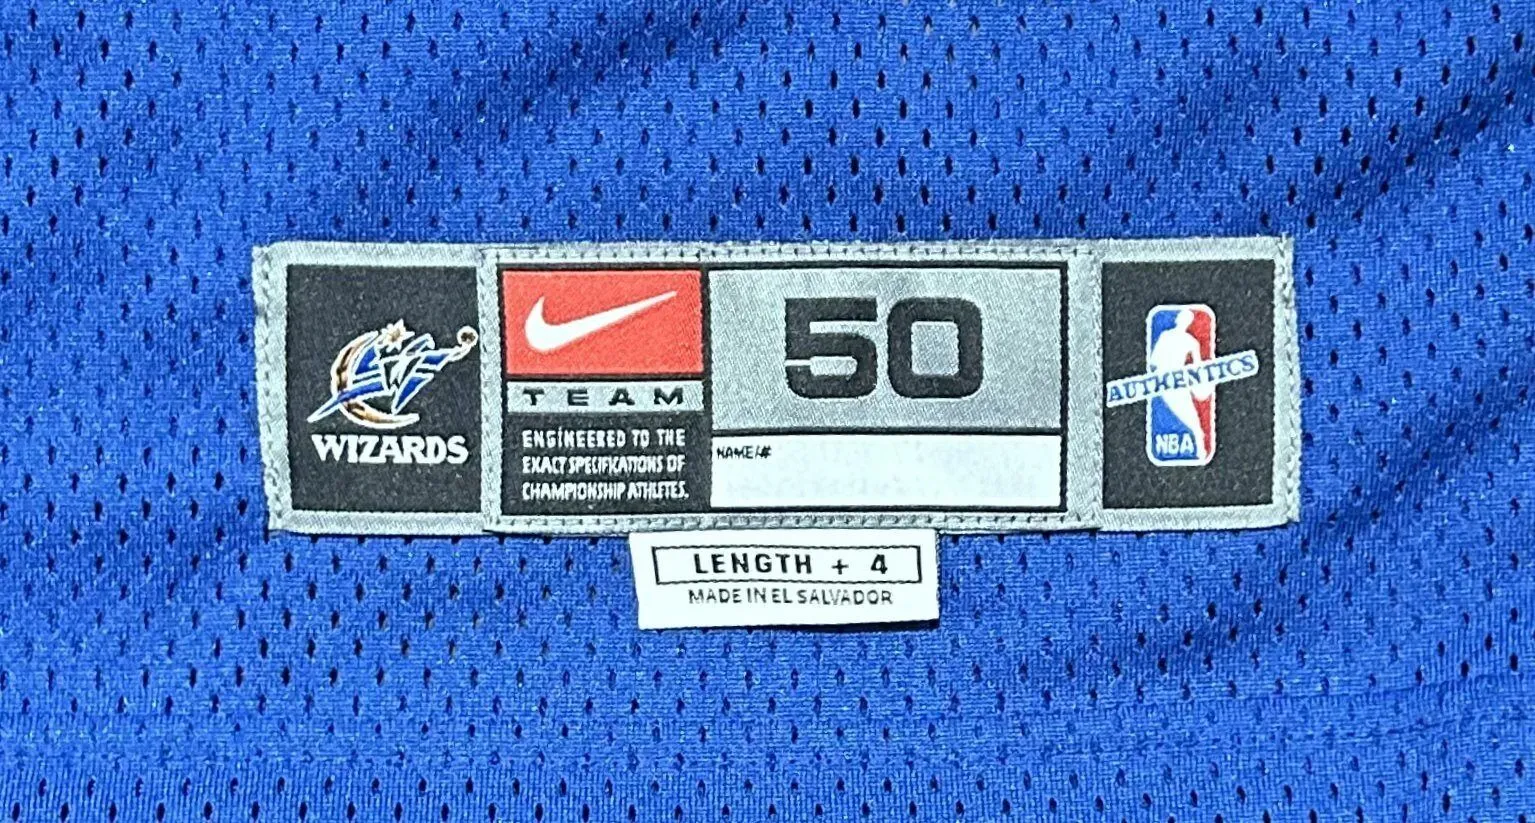 WIZARDS
TEAM
ENGINEERED TO THE
EXACT SPECIFICATIONS OF
CHAMPIONSHIP ATHLETES.
50
NAME/#
AUTHENTICS
NBA
LENGTH + 4
MADE IN EL SALVADOR